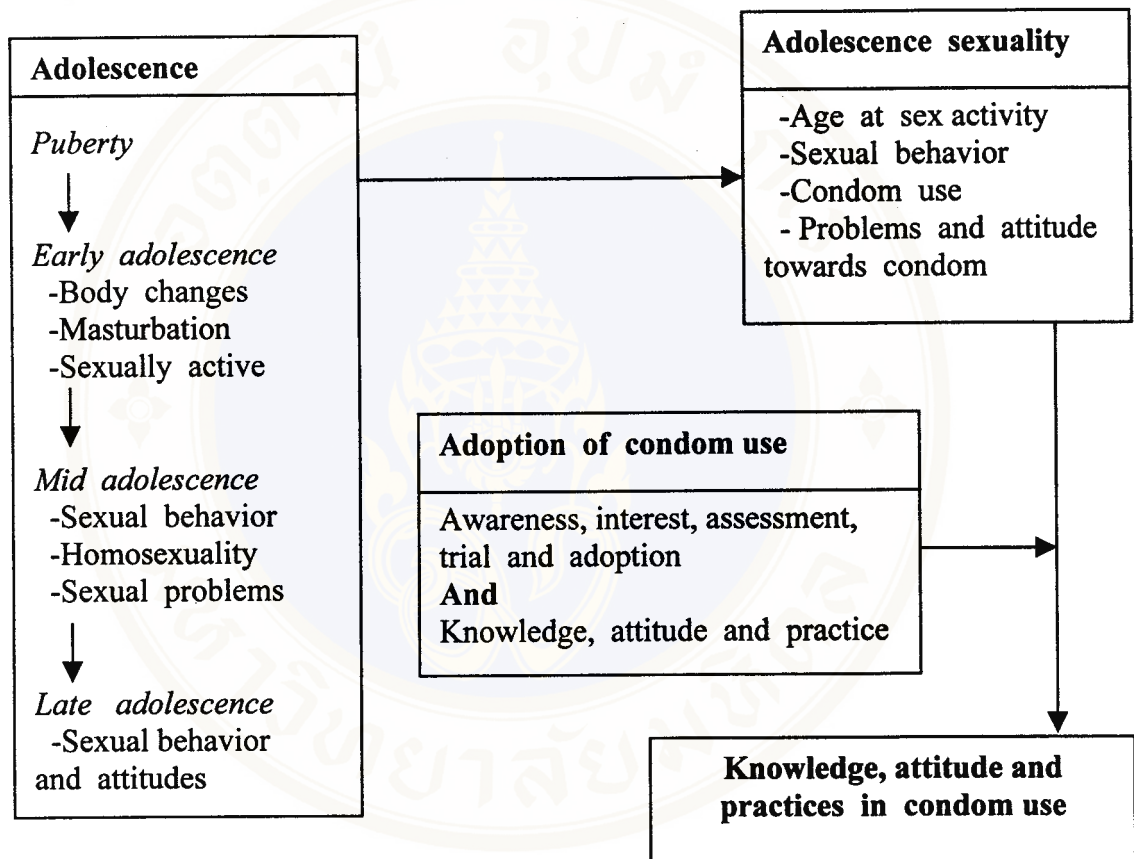 Adolescence
Puberty
Early adolescence
-Body changes
-Masturbation
-Sexually active
Mid adolescence
-Sexual behavior
-Homosexuality
-Sexual problems
Late adolescence
-Sexual behavior
and attitudes
Adolescence sexuality
-Age at sex activity
-Sexual behavior
-Condom use
- Problems and attitude
towards condom
Adoption of condom use
Awareness, interest, assessment,
trial and adoption
And
Knowledge, attitude and practice
Knowledge, attitude and
practices in condom use